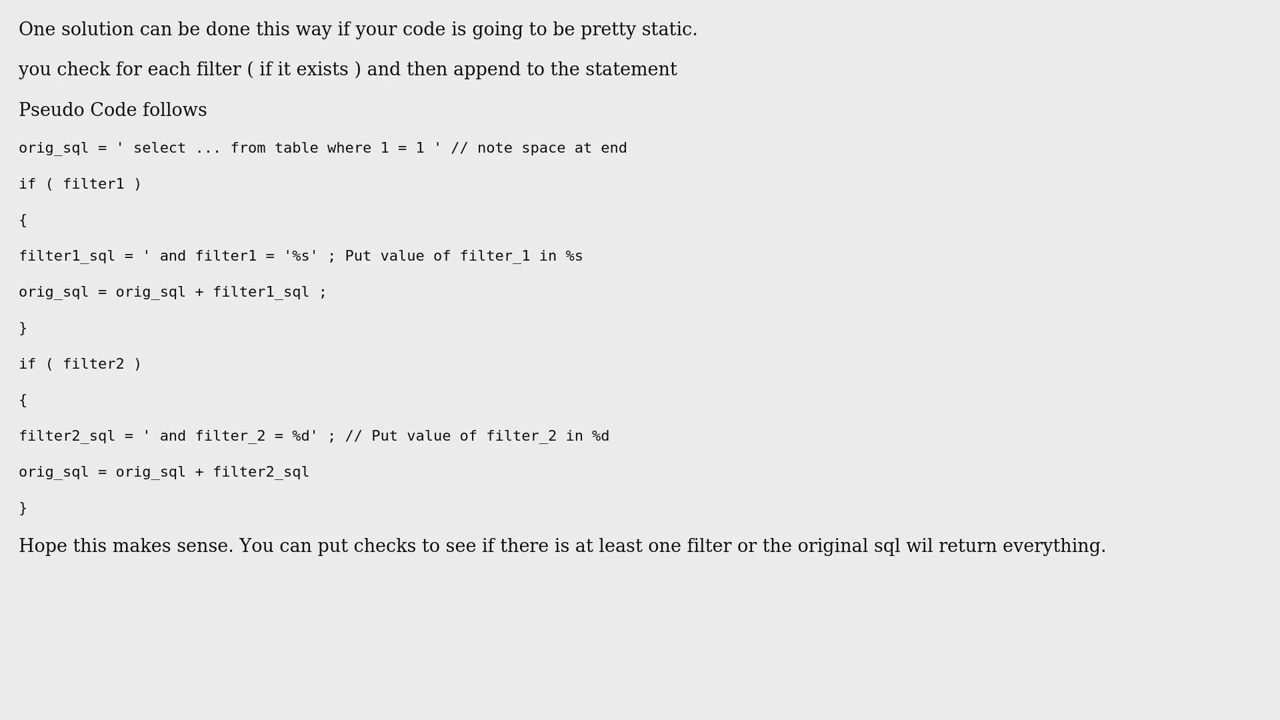 One solution can be done this way if your code is going to be pretty static.
you check for each filter ( if it exists ) and then append to the statement
Pseudo Code follows
orig_sql = ' select ... from table where 1 = 1 ' // note space at end
if ( filter1 )
{
filter1_sql = ' and filter1 = '%s' ; Put value of filter_1 in %s
orig_sql = orig_sql + filter1_sql ;
}
if ( filter2 )
{
filter2_sql = ' and filter_2 = %d' ; // Put value of filter_2 in %d
orig_sql = orig_sql + filter2_sql
}
Hope this makes sense. You can put checks to see if there is at least one filter or the original sql wil return everything.